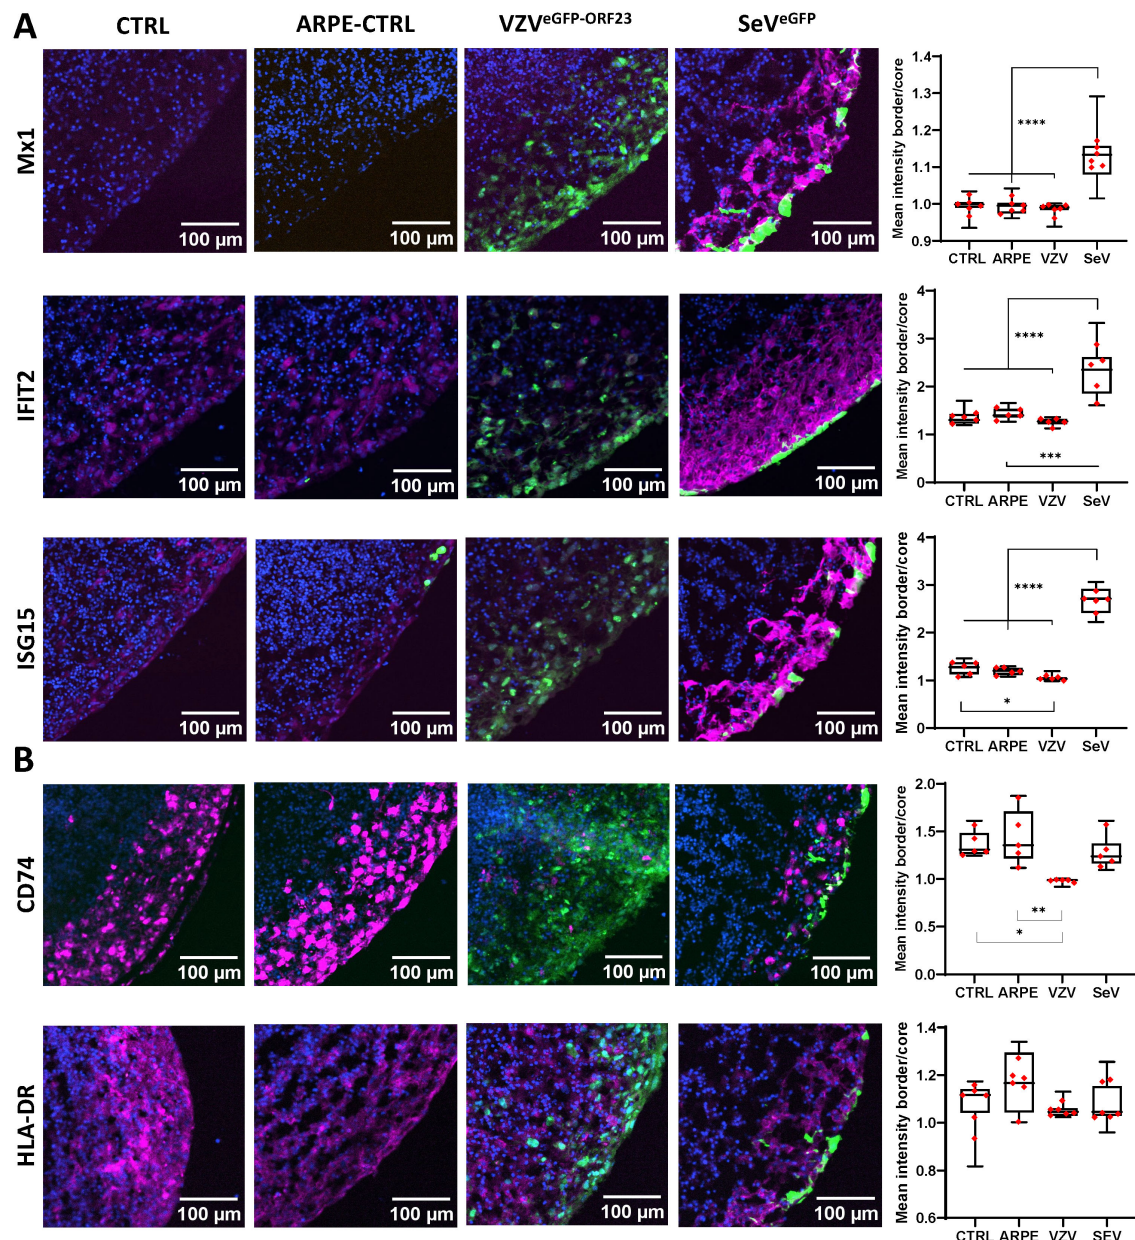 A
CTRL
ARPE-CTRL
VZVeGFP-ORF23
SeVeGFP
Mx1
100 µm
100 µm
100 µm
100 µm
Mean intensity border/core
1.4
1.3
1.2
1.1
1.0
0.9
****
CTRL ARPE VZV SeV
IFIT2
100 µm
100 µm
100 µm
100 µm
Mean intensity border/core
4
3
2
1
0
****
***
CTRL ARPE VZV SeV
ISG15
100 µm
100 µm
100 µm
100 µm
Mean intensity border/core
4
3
2
1
0
****
*
CTRL ARPE VZV SeV
B
CD74
100 µm
100 µm
100 µm
100 µm
Mean intensity border/core
2.0
1.5
1.0
0.5
0.0
**
*
CTRL ARPE VZV SeV
HLA-DR
100 µm
100 µm
100 µm
100 µm
Mean intensity border/core
1.4
1.2
1.0
0.8
0.6
CTRL ARPE VZV SEV